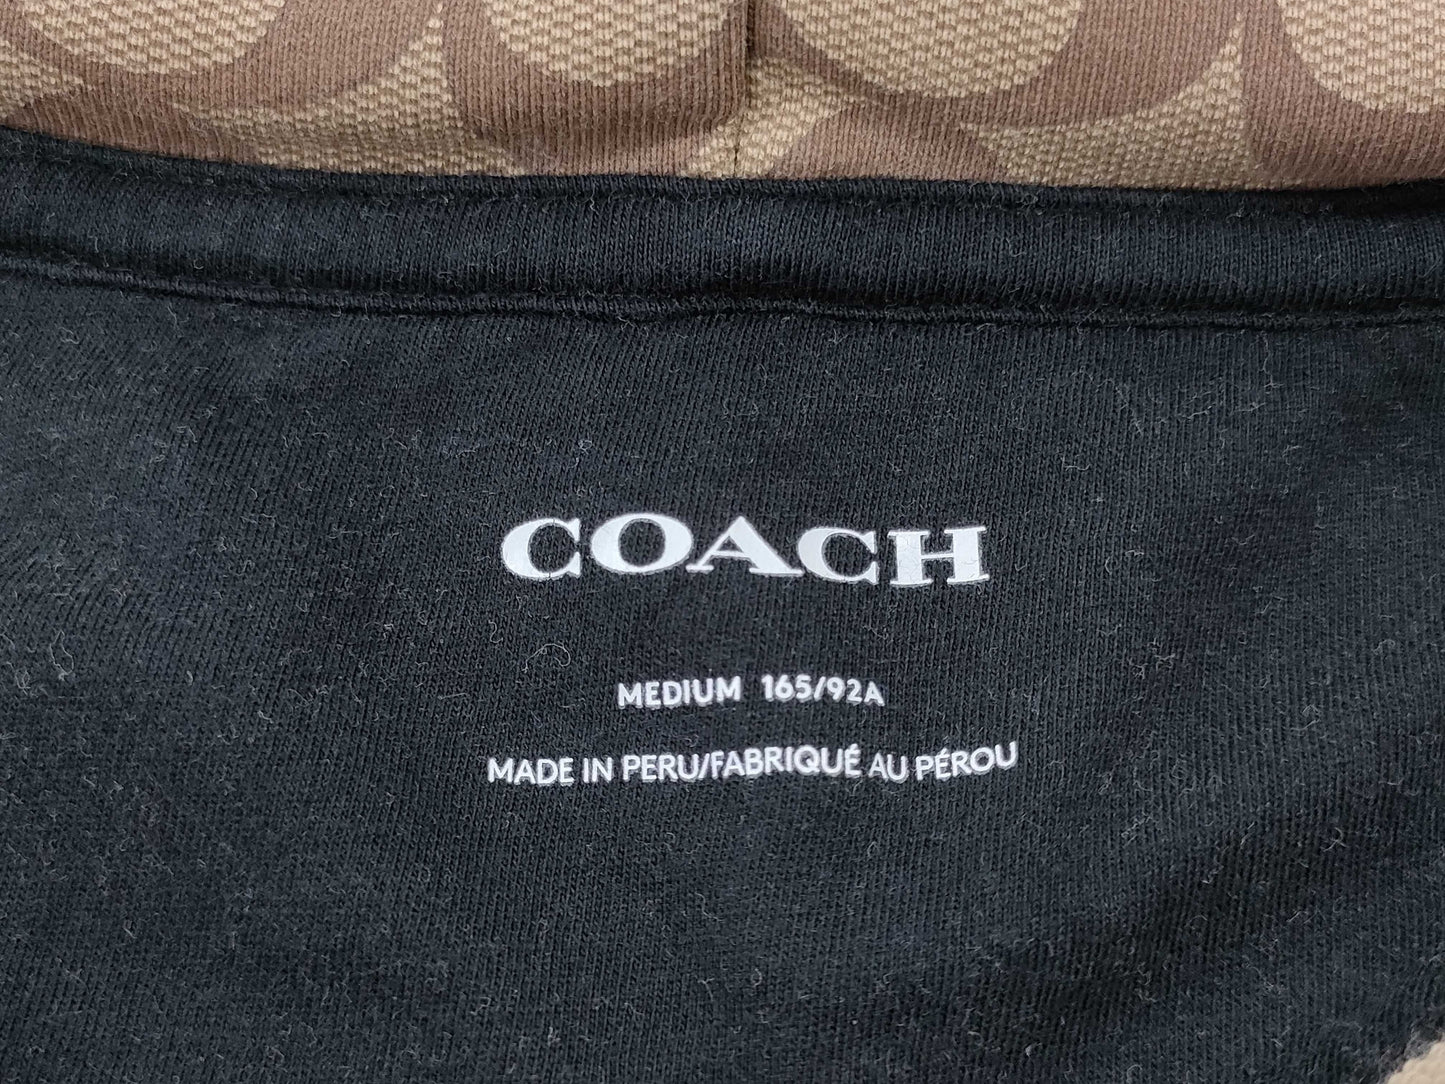 COACH
MEDIUM 165/92A
MADE IN PERU/FABRIQUÉ AU PÉROU